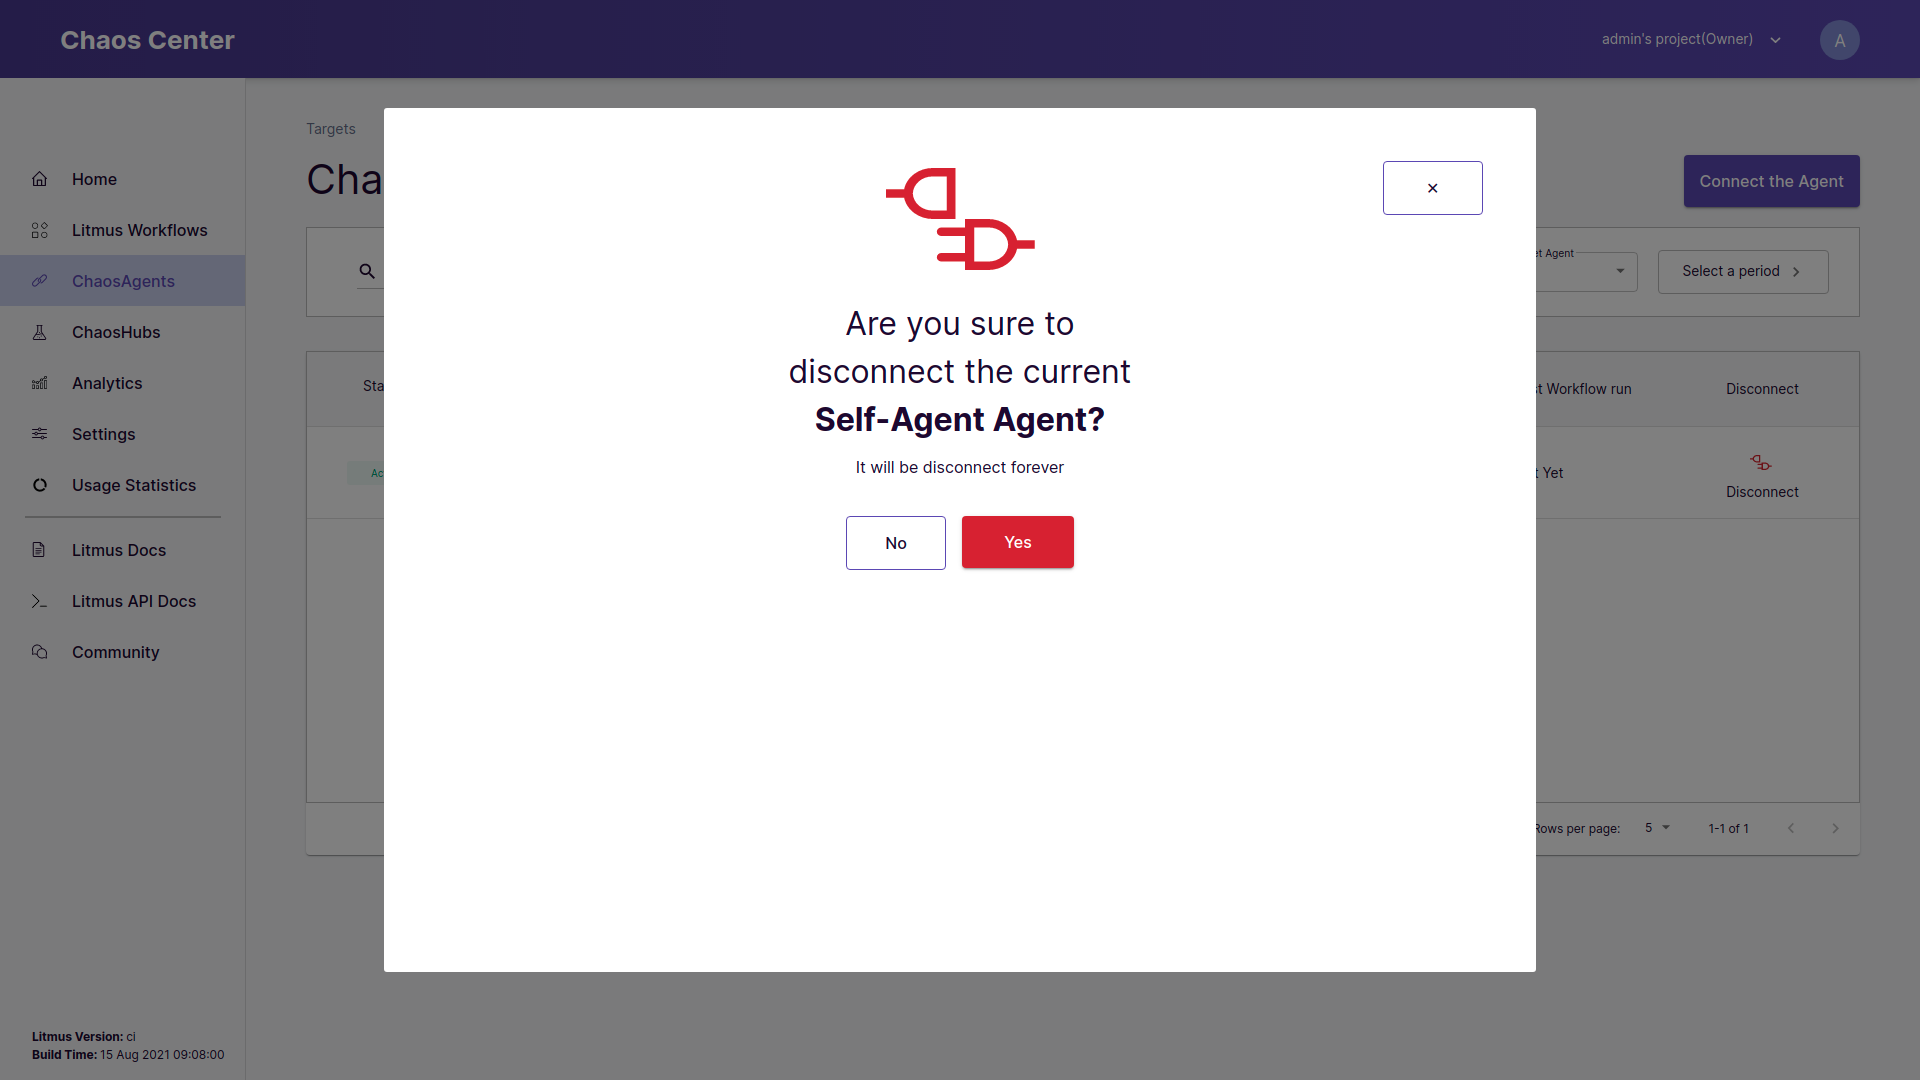 Chaos Center
admin's project(Owner)
A
Home
Litmus Workflows
ChaosAgents
ChaosHubs
Analytics
Settings
Usage Statistics
Litmus Docs
Litmus API Docs
Community
Litmus Version: ci
Build Time: 15 Aug 2021 09:08:00
Targets
Cha
Connect the Agent
et Agent
Select a period
Sta
st Workflow run
Disconnect
Ac
t Yet
Disconnect
Rows per page:
5
1-1 of 1
×
Are you sure to
disconnect the current
Self-Agent Agent?
It will be disconnect forever
No
Yes